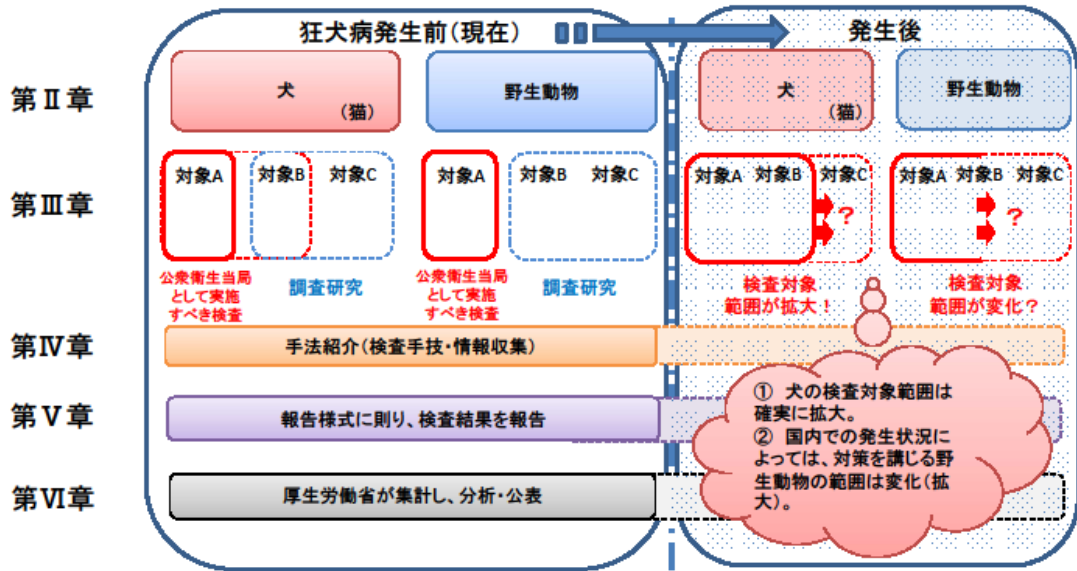 狂犬病発生前(現在)
発生後
第Ⅱ章
犬
(猫)
野生動物
犬
(猫)
野生動物
第Ⅲ章
対象A
対象B
対象C
対象A
対象B
対象C
対象A
対象B
対象C
対象A
対象B
対象C
?
?
公衆衛生当局
として実施
すべき検査
調査研究
公衆衛生当局
として実施
すべき検査
調査研究
検査対象
範囲が拡大!
検査対象
範囲が変化?
第Ⅳ章
手法紹介(検査手技・情報収集)
第Ⅴ章
報告様式に則り、検査結果を報告
第Ⅵ章
厚生労働省が集計し、分析・公表
① 犬の検査対象範囲は
確実に拡大。
② 国内での発生状況に
よっては、対策を講じる野
生動物の範囲は変化(拡
大)。